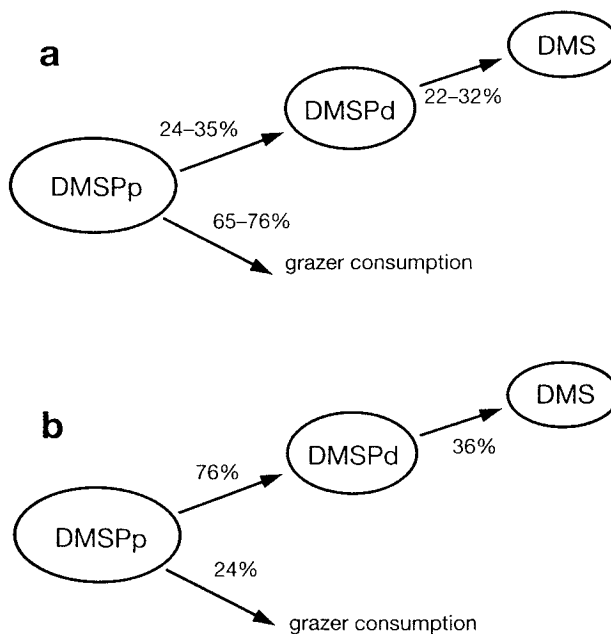 a
DMS
22–32%
DMSPd
24–35%
DMSPp
65–76%
grazer consumption
b
DMS
36%
DMSPd
76%
DMSPp
24%
grazer consumption